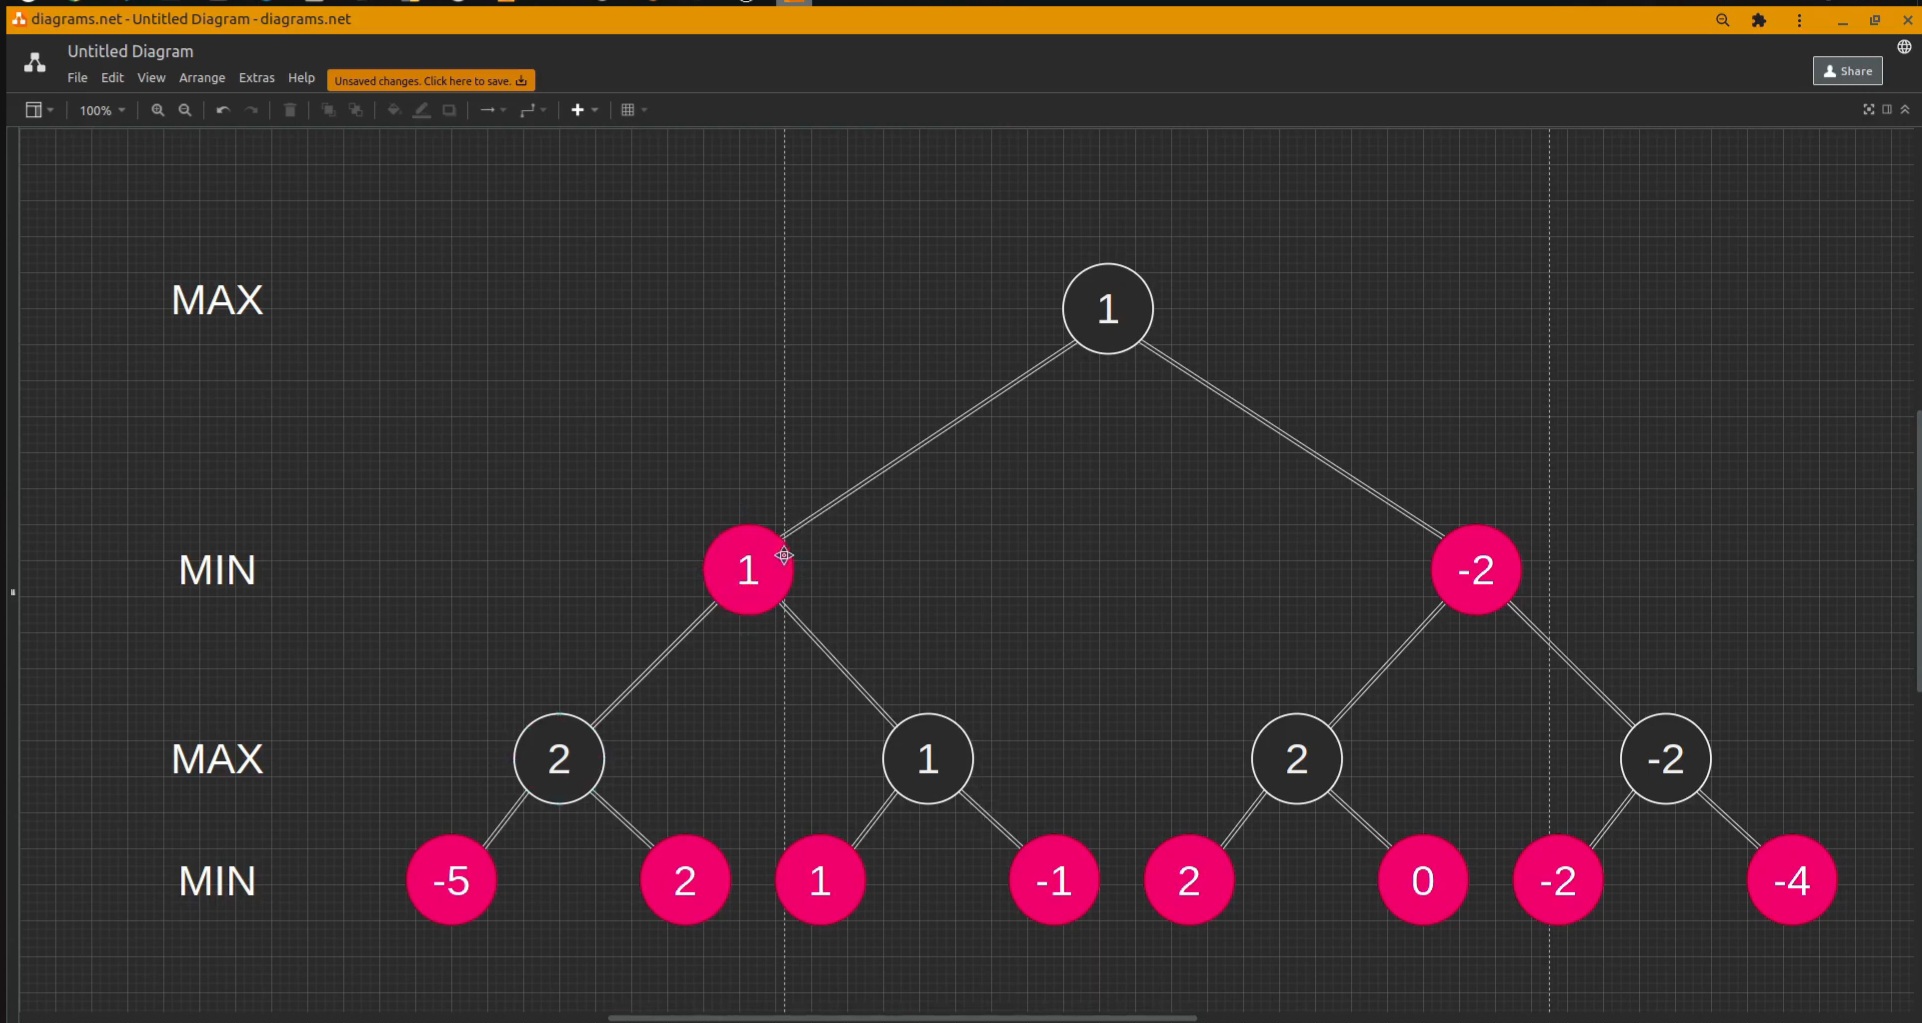 diagrams.net - Untitled Diagram - diagrams.net
Untitled Diagram
File Edit View Arrange Extras Help Unsaved changes. Click here to save.
Share
100%
MAX 1
MIN 1 -2
MAX 2 1 2 -2
MIN -5 2 1 -1 2 0 -2 -4